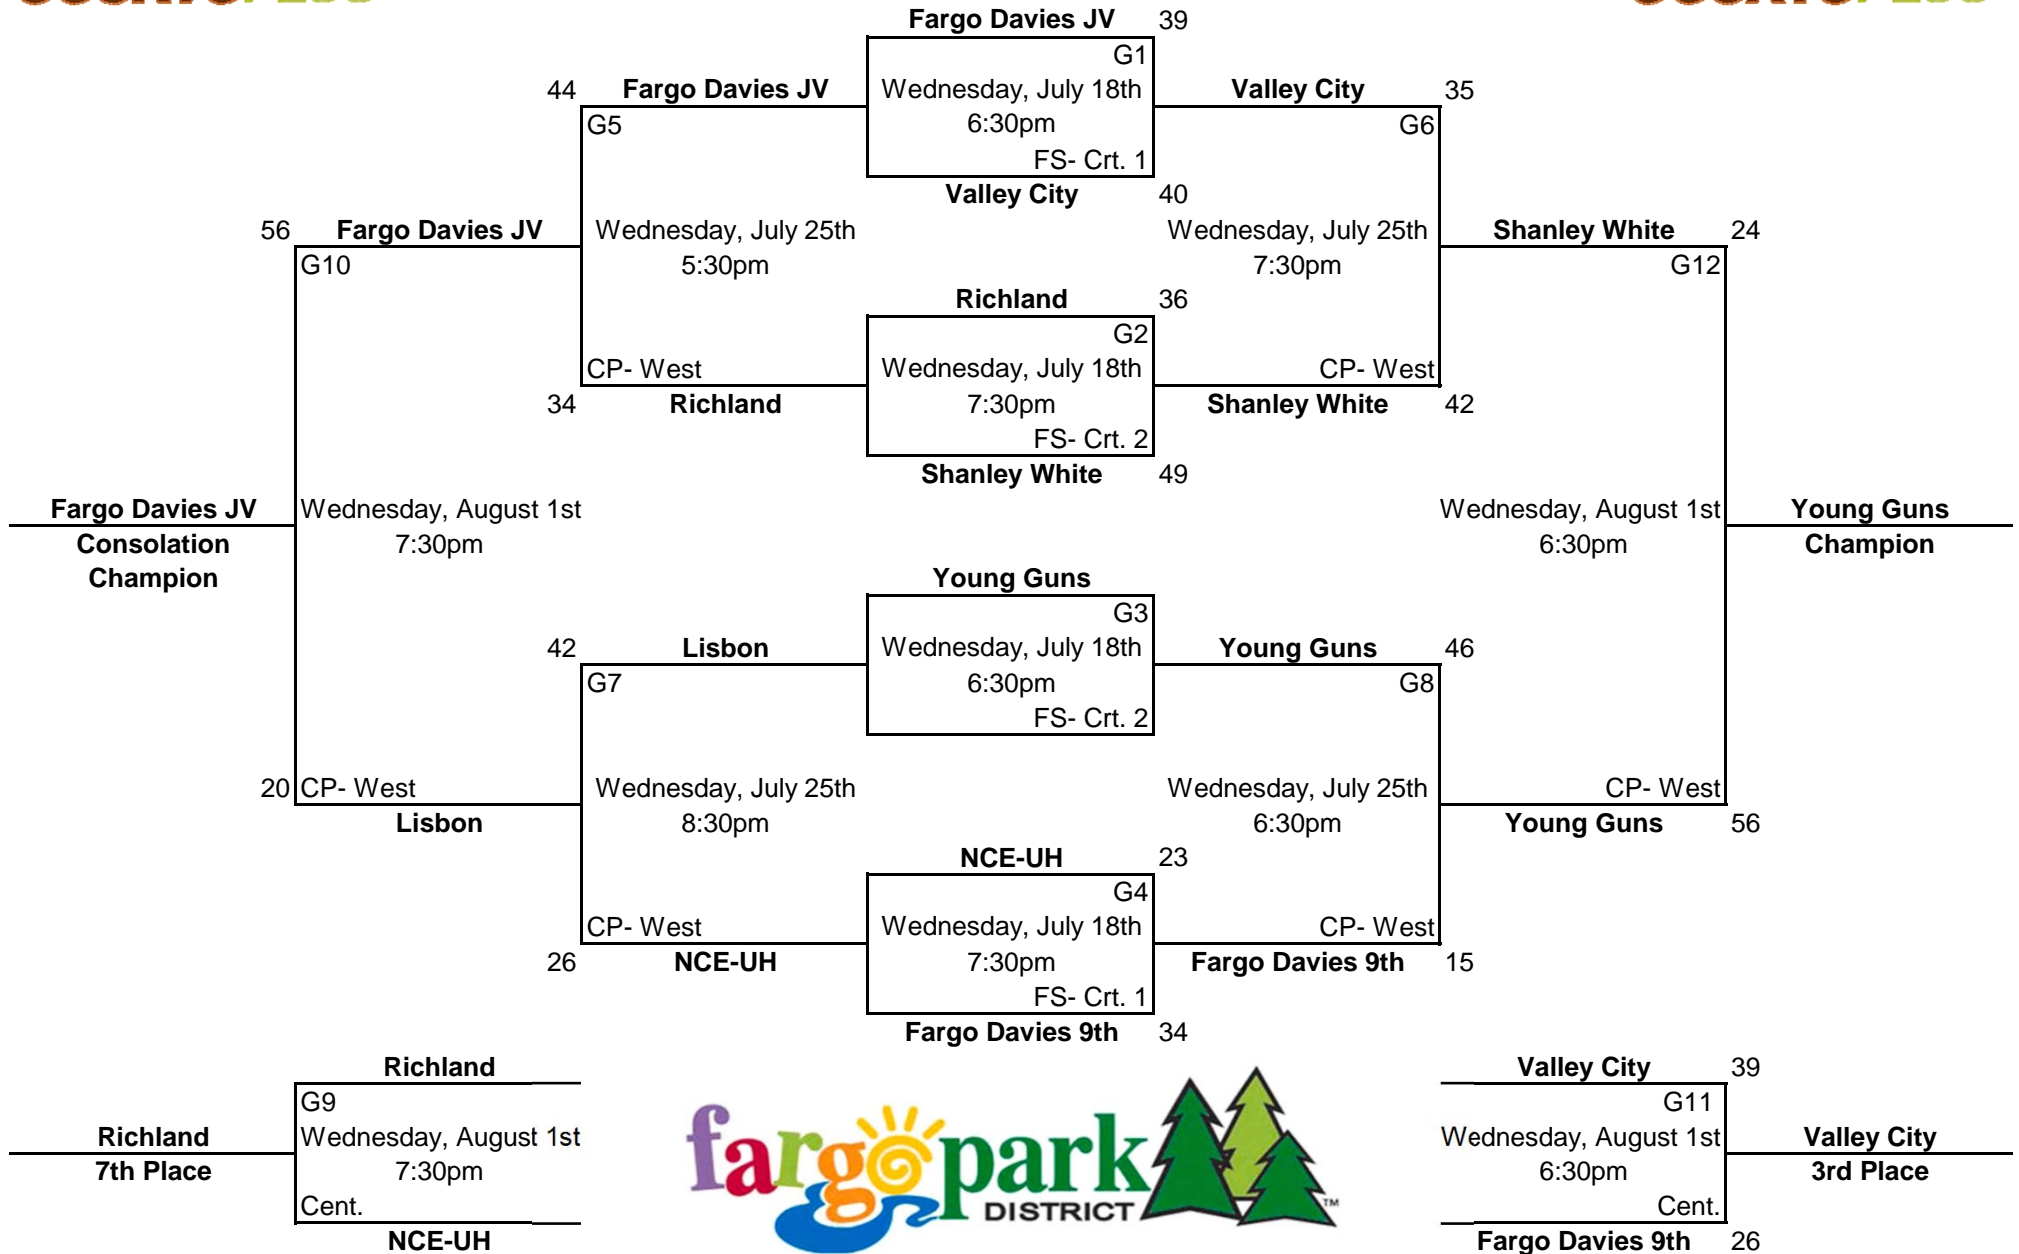 Fargo Davies JV 39
G1
44 Fargo Davies JV Wednesday, July 18th Valley City 35
G5 6:30pm G6
FS- Crt. 1
Valley City 40
56 Fargo Davies JV Wednesday, July 25th Wednesday, July 25th Shanley White 24
G10 5:30pm 7:30pm G12
Richland 36
G2
CP- West Wednesday, July 18th CP- West
34 Richland 7:30pm Shanley White 42
FS- Crt. 2
Shanley White 49
Fargo Davies JV Wednesday, August 1st Wednesday, August 1st Young Guns
Consolation 7:30pm 6:30pm Champion
Champion Young Guns
G3
42 Lisbon Wednesday, July 18th Young Guns 46
G7 6:30pm G8
FS- Crt. 2
20 CP- West Wednesday, July 25th Wednesday, July 25th CP- West
Lisbon 8:30pm 6:30pm Young Guns 56
NCE-UH 23
G4
CP- West Wednesday, July 18th CP- West
26 NCE-UH 7:30pm Fargo Davies 9th 15
FS- Crt. 1
Fargo Davies 9th 34
Richland Valley City 39
G9 G11
Richland Wednesday, August 1st Wednesday, August 1st Valley City
7th Place 7:30pm 6:30pm 3rd Place
Cent. Cent.
NCE-UH Fargo Davies 9th 26
fargo park
DISTRICT
TM